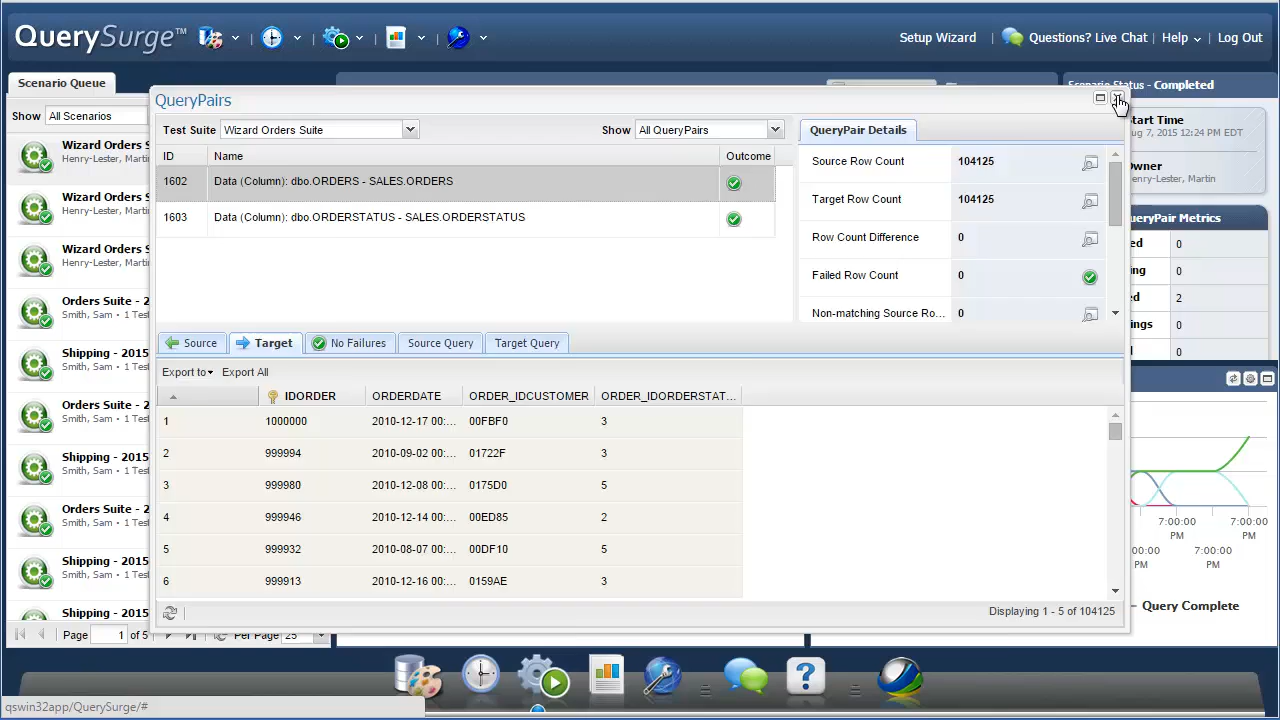 QuerySurge™
Setup Wizard
Questions? Live Chat
Help
Log Out
Scenario Queue
Show
All Scenarios
Wizard Orders S
Henry-Lester, Martin
Wizard Orders S
Henry-Lester, Martin
Wizard Orders S
Henry-Lester, Martin
Orders Suite - 2
Smith, Sam • 1 Test
Shipping - 2015
Smith, Sam • 1 Test
Orders Suite - 2
Smith, Sam • 1 Test
Shipping - 2015
Smith, Sam • 1 Test
Orders Suite - 2
Smith, Sam • 1 Test
Shipping - 2015
Smith, Sam • 1 Test
Shipping - 2015
Page
1
of 5
Per Page
25
QueryPairs
Test Suite
Wizard Orders Suite
Show
All QueryPairs
ID
Name
Outcome
1602
Data (Column): dbo.ORDERS - SALES.ORDERS
1603
Data (Column): dbo.ORDERSTATUS - SALES.ORDERSTATUS
QueryPair Details
Source Row Count
104125
Target Row Count
104125
Row Count Difference
0
Failed Row Count
0
Non-matching Source Ro...
0
Source
Target
No Failures
Source Query
Target Query
Export to
Export All
IDORDER
ORDERDATE
ORDER_IDCUSTOMER
ORDER_IDORDERSTAT...
1 1000000 2010-12-17 00:... 00FBF0 3
2 999994 2010-09-02 00:... 01722F 3
3 999980 2010-12-08 00:... 0175D0 5
4 999946 2010-12-14 00:... 00ED85 2
5 999932 2010-08-07 00:... 00DF10 5
6 999913 2010-12-16 00:... 0159AE 3
Displaying 1 - 5 of 104125
Scenario Status - Completed
tart Time
Aug 7, 2015 12:24 PM EDT
Owner
Henry-Lester, Martin
ueryPair Metrics
ed 0
ing 0
ed 2
ings 0
d 0
7:00:00
PM
7:00:00
PM
00:00
PM
7:00:00
PM
Query Complete
qswin32app/QuerySurge/#